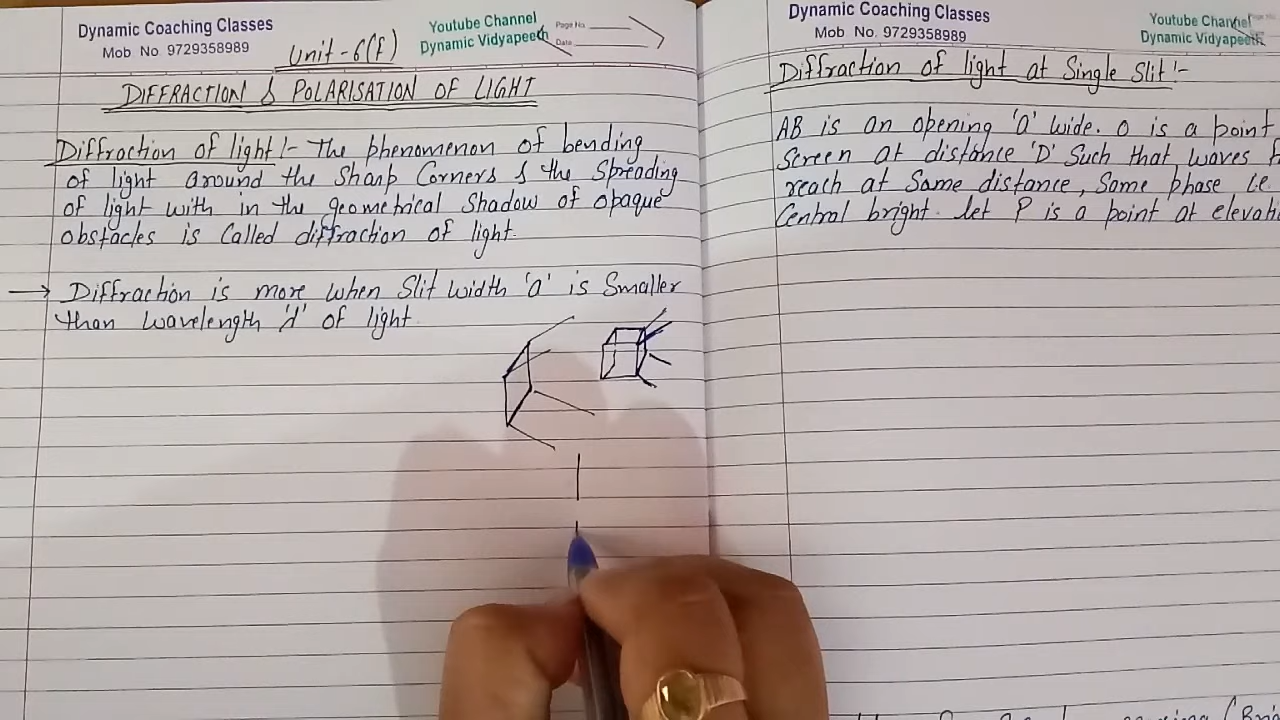 Dynamic Coaching Classes
Mob No. 9729358989
Youtube Channel
Dynamic Vidyapeeth
Page No.
Date
Unit - 6(f)
DIFFRACTION & POLARISATION OF LIGHT
Diffraction of light :- The phenomenon of bending
of light around the Sharp Corners & the Spreading
of light with in the geometrical Shadow of opaque
obstacles is Called diffraction of light.
→ Diffraction is more when Slit width 'a' is Smaller
than wavelength 'λ' of light.
Dynamic Coaching Classes
Mob No. 9729358989
Youtube Channel
Dynamic Vidyapeeth
Diffraction of light at Single Slit :-
AB is an opening 'a' wide. O is a point
Screen at distance 'D' Such that waves
reach at Same distance, Same phase i.e.
Central bright. let P is a point at